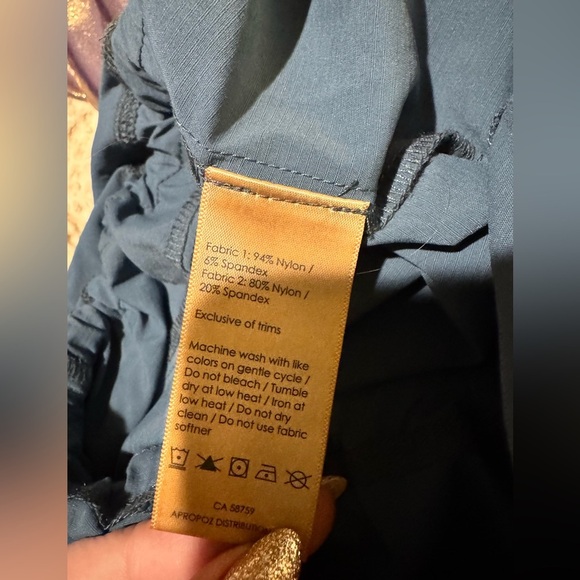 Fabric 1: 94% Nylon /
6% Spandex
Fabric 2: 80% Nylon /
20% Spandex
Exclusive of trims
Machine wash with like
colors on gentle cycle /
Do not bleach / Tumble
dry at low heat / Iron at
low heat / Do not dry
clean / Do not use fabric
softner
CA 58759
APROPOZ DISTRIBUTION